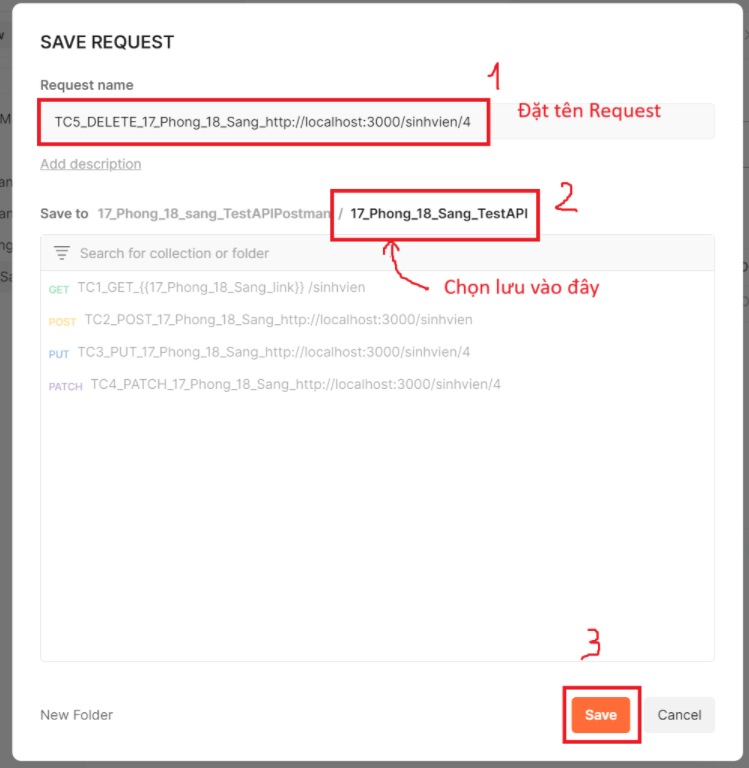 SAVE REQUEST
1
Request name
TC5_DELETE_17_Phong_18_Sang_http://localhost:3000/sinhvien/4
Đặt tên Request
Add description
2
Save to 17_Phong_18_sang_TestAPIPostman / 17_Phong_18_Sang_TestAPI
Search for collection or folder
Chọn lưu vào đây
GET TC1_GET_{{17_Phong_18_Sang_link}} /sinhvien
POST TC2_POST_17_Phong_18_Sang_http://localhost:3000/sinhvien
PUT TC3_PUT_17_Phong_18_Sang_http://localhost:3000/sinhvien/4
PATCH TC4_PATCH_17_Phong_18_Sang_http://localhost:3000/sinhvien/4
3
New Folder
Save
Cancel